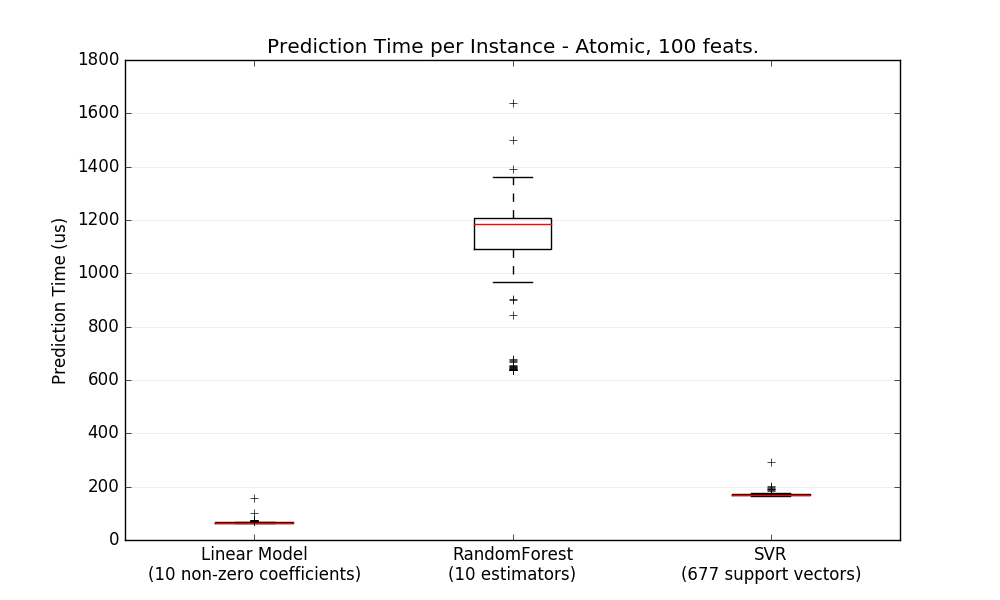 Prediction Time per Instance - Atomic, 100 feats.
1800
1600
1400
1200
1000
800
600
400
200
0
Prediction Time (us)
Linear Model
(10 non-zero coefficients)
RandomForest
(10 estimators)
SVR
(677 support vectors)